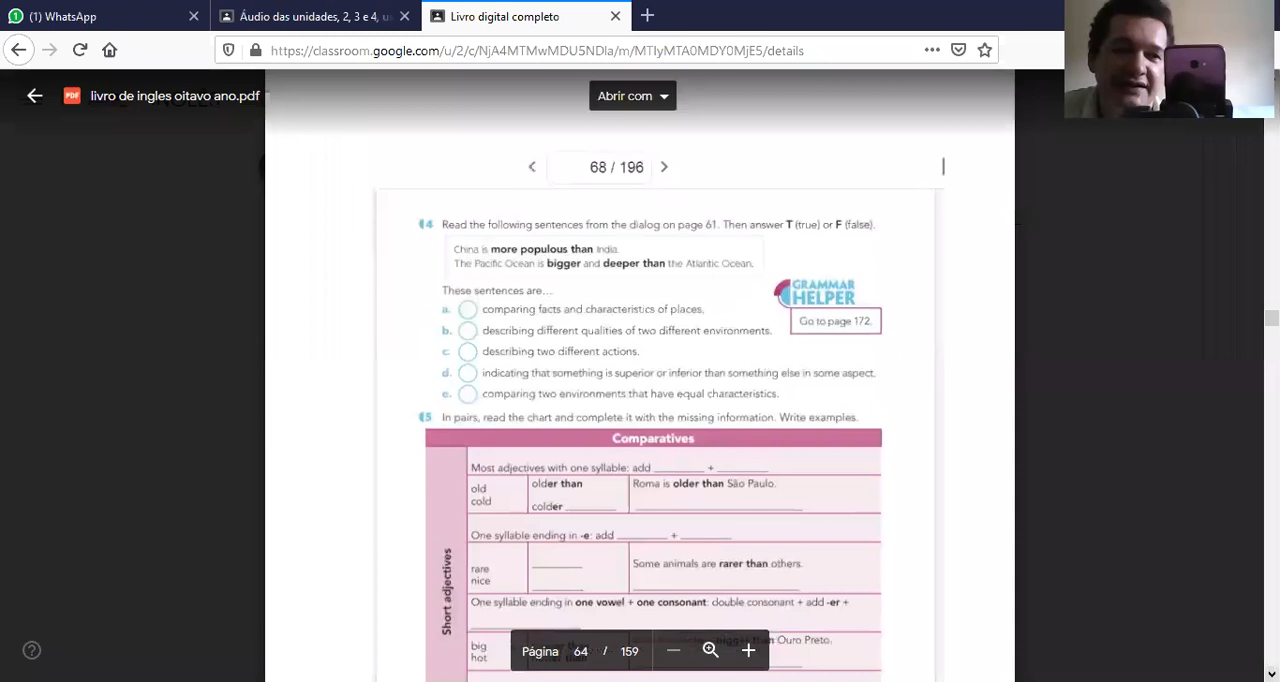 (1) WhatsApp
Áudio das unidades, 2, 3 e 4, u
Livro digital completo
https://classroom.google.com/u/2/c/NjA4MTMwMDU5NDla/m/MTIyMTA0MDY0MjE5/details
PDF
livro de ingles oitavo ano.pdf
Abrir com
68 / 196
4 Read the following sentences from the dialog on page 61. Then answer T (true) or F (false).
China is more populous than India.
The Pacific Ocean is bigger and deeper than the Atlantic Ocean.
GRAMMAR
HELPER
Go to page 172.
These sentences are...
a. comparing facts and characteristics of places.
b. describing different qualities of two different environments.
c. describing two different actions.
d. indicating that something is superior or inferior than something else in some aspect.
e. comparing two environments that have equal characteristics.
5 In pairs, read the chart and complete it with the missing information. Write examples.
Comparatives
Short adjectives
Most adjectives with one syllable: add ________ + ________
old older than Roma is older than São Paulo.
cold colder ________
One syllable ending in -e: add ________ + ________
rare ________ Some animals are rarer than others.
nice ________
One syllable ending in one vowel + one consonant: double consonant + add -er +
big than Ouro Preto.
hot
Página 64 / 159